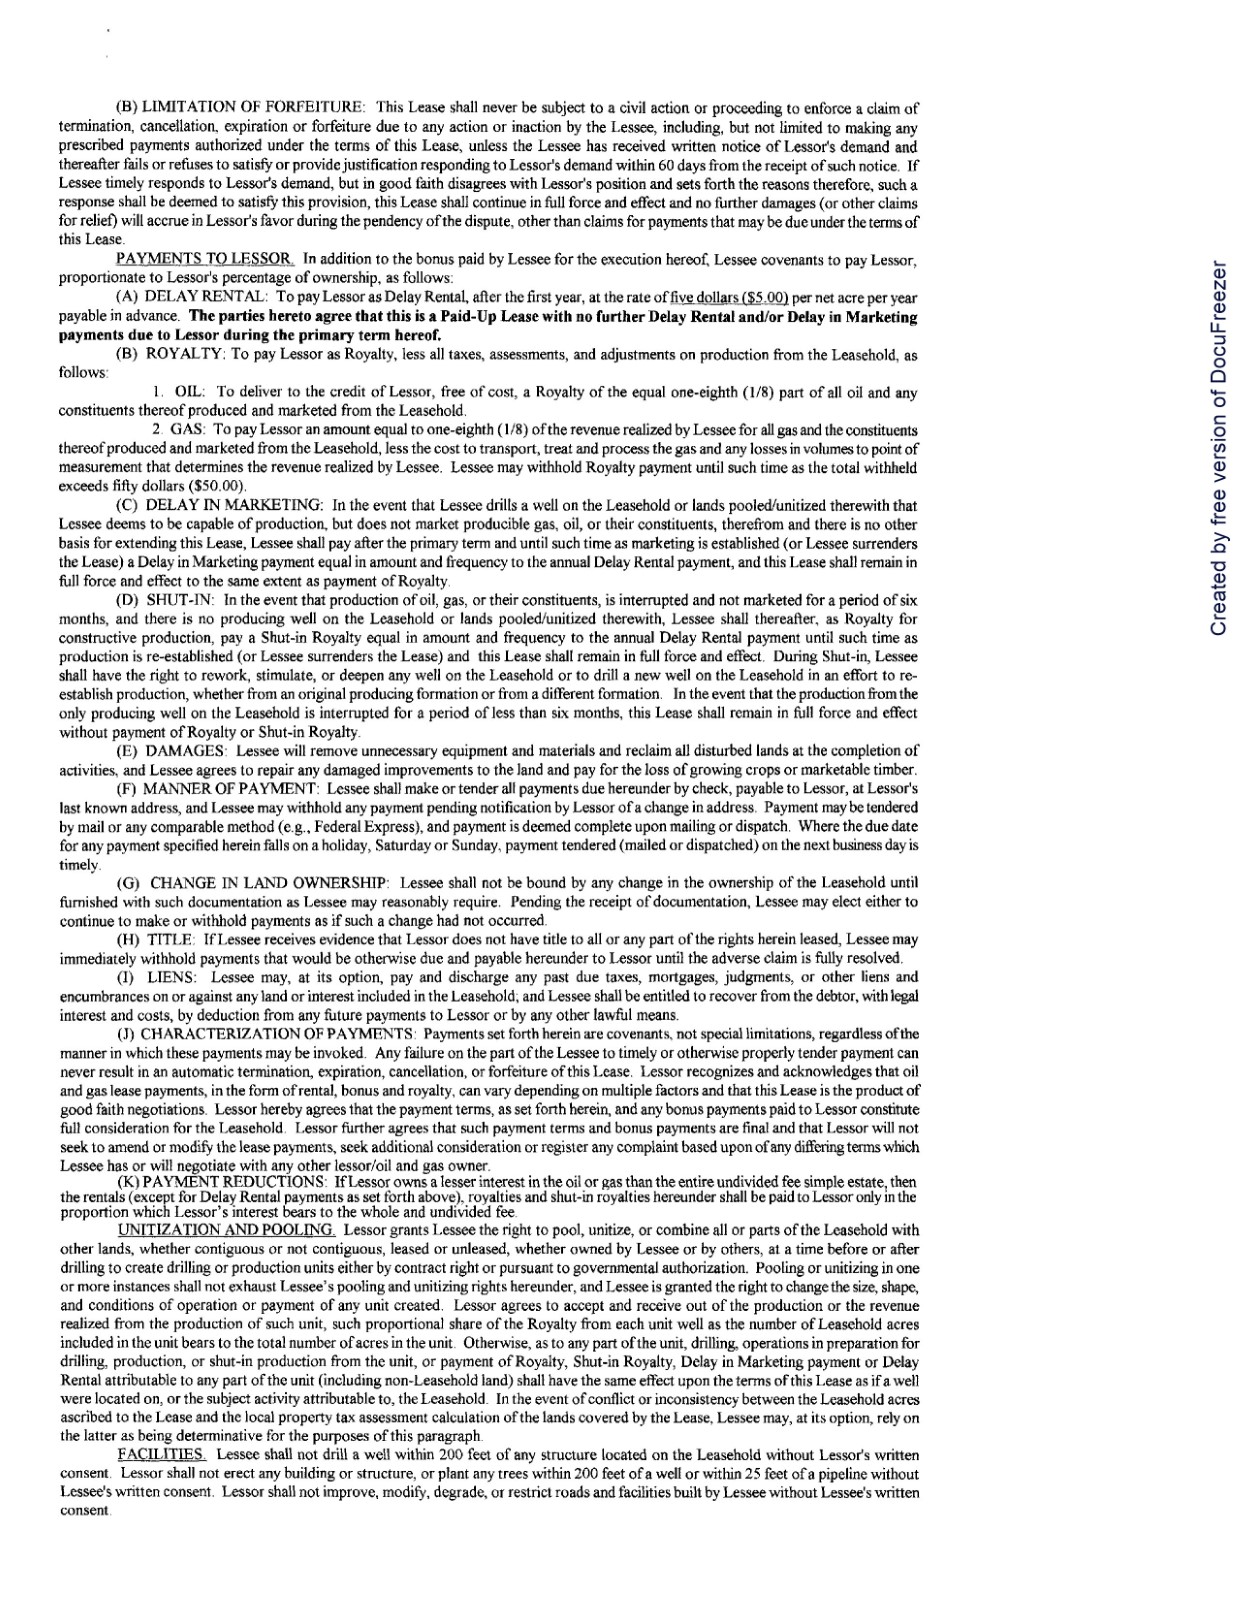 (B) LIMITATION OF FORFEITURE: This Lease shall never be subject to a civil action or proceeding to enforce a claim of
termination, cancellation, expiration or forfeiture due to any action or inaction by the Lessee, including, but not limited to making any
prescribed payments authorized under the terms of this Lease, unless the Lessee has received written notice of Lessor's demand and
thereafter fails or refuses to satisfy or provide justification responding to Lessor's demand within 60 days from the receipt of such notice. If
Lessee timely responds to Lessor's demand, but in good faith disagrees with Lessor's position and sets forth the reasons therefore, such a
response shall be deemed to satisfy this provision, this Lease shall continue in full force and effect and no further damages (or other claims
for relief) will accrue in Lessor's favor during the pendency of the dispute, other than claims for payments that may be due under the terms of
this Lease.
PAYMENTS TO LESSOR. In addition to the bonus paid by Lessee for the execution hereof, Lessee covenants to pay Lessor,
proportionate to Lessor's percentage of ownership, as follows:
(A) DELAY RENTAL: To pay Lessor as Delay Rental, after the first year, at the rate of five dollars ($5.00) per net acre per year
payable in advance. The parties hereto agree that this is a Paid-Up Lease with no further Delay Rental and/or Delay in Marketing
payments due to Lessor during the primary term hereof.
(B) ROYALTY: To pay Lessor as Royalty, less all taxes, assessments, and adjustments on production from the Leasehold, as
follows:
1. OIL: To deliver to the credit of Lessor, free of cost, a Royalty of the equal one-eighth (1/8) part of all oil and any
constituents thereof produced and marketed from the Leasehold.
2. GAS: To pay Lessor an amount equal to one-eighth (1/8) of the revenue realized by Lessee for all gas and the constituents
thereof produced and marketed from the Leasehold, less the cost to transport, treat and process the gas and any losses in volumes to point of
measurement that determines the revenue realized by Lessee. Lessee may withhold Royalty payment until such time as the total withheld
exceeds fifty dollars ($50.00).
(C) DELAY IN MARKETING: In the event that Lessee drills a well on the Leasehold or lands pooled/unitized therewith that
Lessee deems to be capable of production, but does not market producible gas, oil, or their constituents, therefrom and there is no other
basis for extending this Lease, Lessee shall pay after the primary term and until such time as marketing is established (or Lessee surrenders
the Lease) a Delay in Marketing payment equal in amount and frequency to the annual Delay Rental payment, and this Lease shall remain in
full force and effect to the same extent as payment of Royalty.
(D) SHUT-IN: In the event that production of oil, gas, or their constituents, is interrupted and not marketed for a period of six
months, and there is no producing well on the Leasehold or lands pooled/unitized therewith, Lessee shall thereafter, as Royalty for
constructive production, pay a Shut-in Royalty equal in amount and frequency to the annual Delay Rental payment until such time as
production is re-established (or Lessee surrenders the Lease) and this Lease shall remain in full force and effect. During Shut-in, Lessee
shall have the right to rework, stimulate, or deepen any well on the Leasehold or to drill a new well on the Leasehold in an effort to re-
establish production, whether from an original producing formation or from a different formation. In the event that the production from the
only producing well on the Leasehold is interrupted for a period of less than six months, this Lease shall remain in full force and effect
without payment of Royalty or Shut-in Royalty.
(E) DAMAGES: Lessee will remove unnecessary equipment and materials and reclaim all disturbed lands at the completion of
activities, and Lessee agrees to repair any damaged improvements to the land and pay for the loss of growing crops or marketable timber.
(F) MANNER OF PAYMENT: Lessee shall make or tender all payments due hereunder by check, payable to Lessor, at Lessor's
last known address, and Lessee may withhold any payment pending notification by Lessor of a change in address. Payment may be tendered
by mail or any comparable method (e.g., Federal Express), and payment is deemed complete upon mailing or dispatch. Where the due date
for any payment specified herein falls on a holiday, Saturday or Sunday, payment tendered (mailed or dispatched) on the next business day is
timely.
(G) CHANGE IN LAND OWNERSHIP: Lessee shall not be bound by any change in the ownership of the Leasehold until
furnished with such documentation as Lessee may reasonably require. Pending the receipt of documentation, Lessee may elect either to
continue to make or withhold payments as if such a change had not occurred.
(H) TITLE: If Lessee receives evidence that Lessor does not have title to all or any part of the rights herein leased, Lessee may
immediately withhold payments that would be otherwise due and payable hereunder to Lessor until the adverse claim is fully resolved.
(I) LIENS: Lessee may, at its option, pay and discharge any past due taxes, mortgages, judgments, or other liens and
encumbrances on or against any land or interest included in the Leasehold; and Lessee shall be entitled to recover from the debtor, with legal
interest and costs, by deduction from any future payments to Lessor or by any other lawful means.
(J) CHARACTERIZATION OF PAYMENTS: Payments set forth herein are covenants, not special limitations, regardless of the
manner in which these payments may be invoked. Any failure on the part of the Lessee to timely or otherwise properly tender payment can
never result in an automatic termination, expiration, cancellation, or forfeiture of this Lease. Lessor recognizes and acknowledges that oil
and gas lease payments, in the form of rental, bonus and royalty, can vary depending on multiple factors and that this Lease is the product of
good faith negotiations. Lessor hereby agrees that the payment terms, as set forth herein, and any bonus payments paid to Lessor constitute
full consideration for the Leasehold. Lessor further agrees that such payment terms and bonus payments are final and that Lessor will not
seek to amend or modify the lease payments, seek additional consideration or register any complaint based upon of any differing terms which
Lessee has or will negotiate with any other lessor/oil and gas owner.
(K) PAYMENT REDUCTIONS: If Lessor owns a lesser interest in the oil or gas than the entire undivided fee simple estate, then
the rentals (except for Delay Rental payments as set forth above), royalties and shut-in royalties hereunder shall be paid to Lessor only in the
proportion which Lessor's interest bears to the whole and undivided fee.
UNITIZATION AND POOLING. Lessor grants Lessee the right to pool, unitize, or combine all or parts of the Leasehold with
other lands, whether contiguous or not contiguous, leased or unleased, whether owned by Lessee or by others, at a time before or after
drilling to create drilling or production units either by contract right or pursuant to governmental authorization. Pooling or unitizing in one
or more instances shall not exhaust Lessee's pooling and unitizing rights hereunder, and Lessee is granted the right to change the size, shape,
and conditions of operation or payment of any unit created. Lessor agrees to accept and receive out of the production or the revenue
realized from the production of such unit, such proportional share of the Royalty from each unit well as the number of Leasehold acres
included in the unit bears to the total number of acres in the unit. Otherwise, as to any part of the unit, drilling, operations in preparation for
drilling, production, or shut-in production from the unit, or payment of Royalty, Shut-in Royalty, Delay in Marketing payment or Delay
Rental attributable to any part of the unit (including non-Leasehold land) shall have the same effect upon the terms of this Lease as if a well
were located on, or the subject activity attributable to, the Leasehold. In the event of conflict or inconsistency between the Leasehold acres
ascribed to the Lease and the local property tax assessment calculation of the lands covered by the Lease, Lessee may, at its option, rely on
the latter as being determinative for the purposes of this paragraph.
FACILITIES. Lessee shall not drill a well within 200 feet of any structure located on the Leasehold without Lessor's written
consent. Lessor shall not erect any building or structure, or plant any trees within 200 feet of a well or within 25 feet of a pipeline without
Lessee's written consent. Lessor shall not improve, modify, degrade, or restrict roads and facilities built by Lessee without Lessee's written
consent.
Created by free version of DocuFreezer